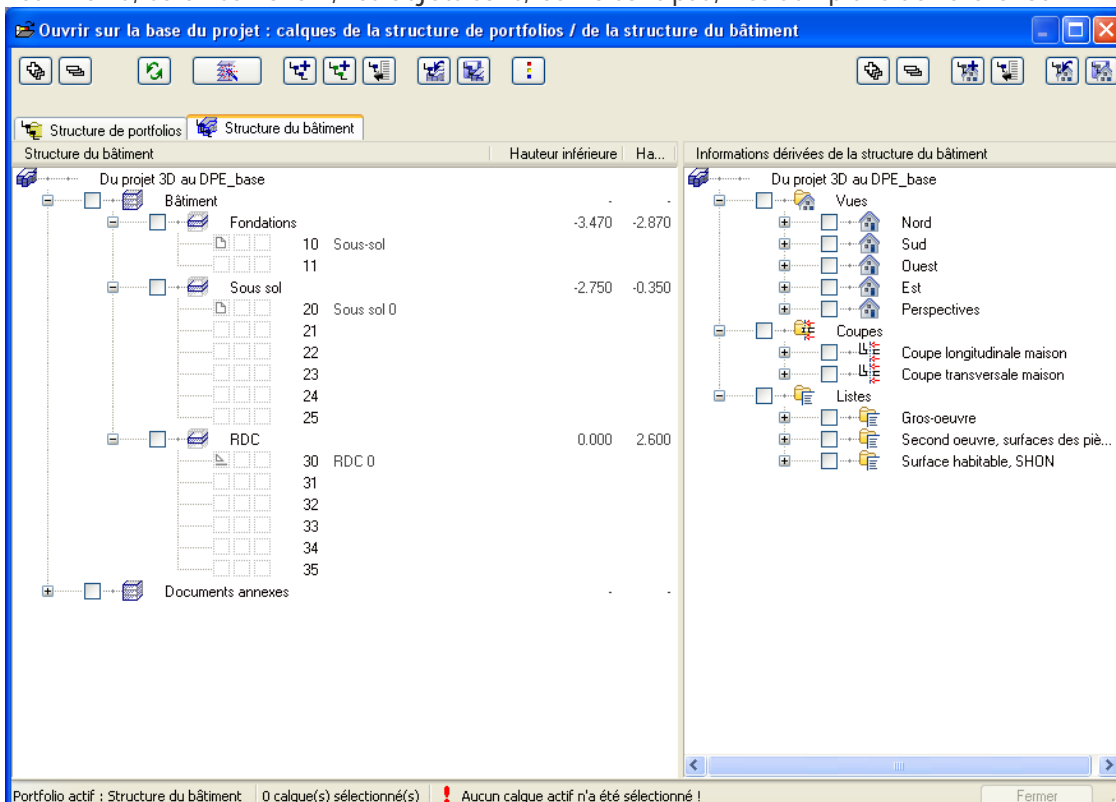 Ouvrir sur la base du projet : calques de la structure de portfolios / de la structure du bâtiment
Structure de portfolios Structure du bâtiment
Structure du bâtiment Hauteur inférieure Ha... Informations dérivées de la structure du bâtiment
Du projet 3D au DPE_base
Bâtiment - -
Fondations -3.470 -2.870
10 Sous-sol
11
Sous sol -2.750 -0.350
20 Sous sol 0
21
22
23
24
25
RDC 0.000 2.600
30 RDC 0
31
32
33
34
35
Documents annexes - -
Du projet 3D au DPE_base
Vues
Nord
Sud
Ouest
Est
Perspectives
Coupes
Coupe longitudinale maison
Coupe transversale maison
Listes
Gros-oeuvre
Second oeuvre, surfaces des piè...
Surface habitable, SHON
Portfolio actif : Structure du bâtiment 0 calque(s) sélectionné(s) Aucun calque actif n'a été sélectionné ! Fermer